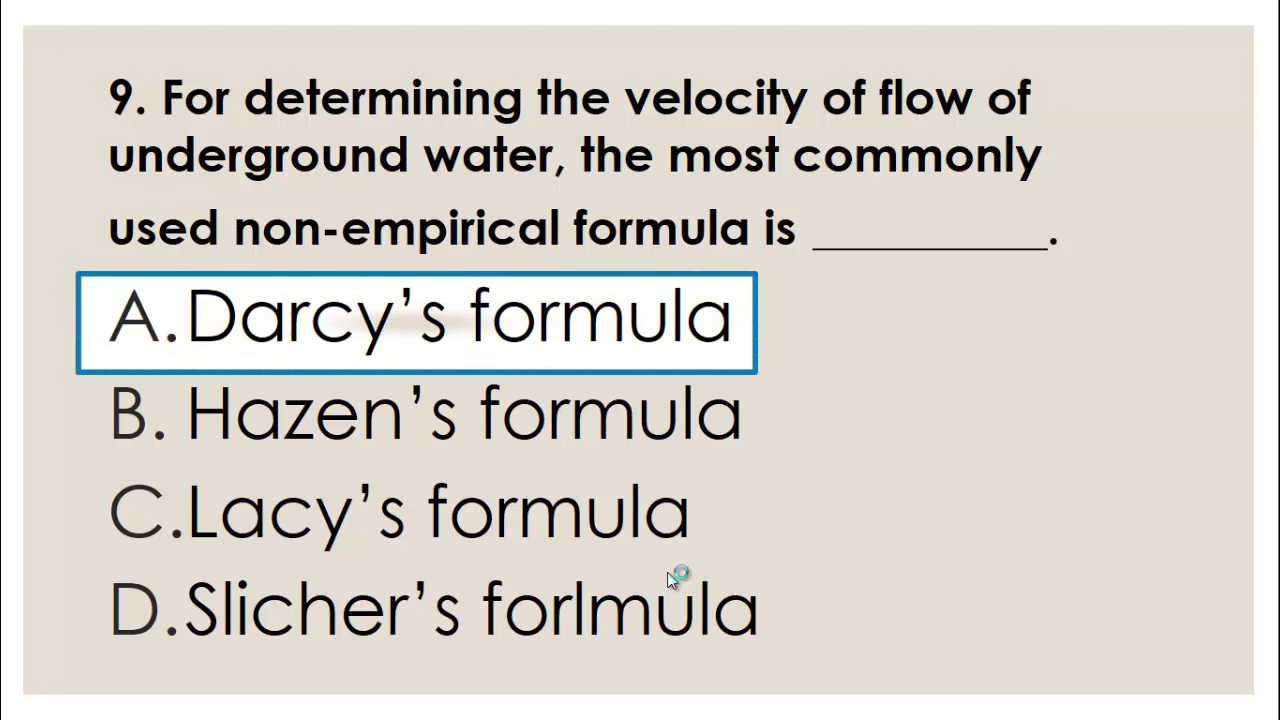 9. For determining the velocity of flow of
underground water, the most commonly
used non-empirical formula is __________.
A. Darcy’s formula
B. Hazen’s formula
C. Lacy’s formula
D. Slicher’s forlmula